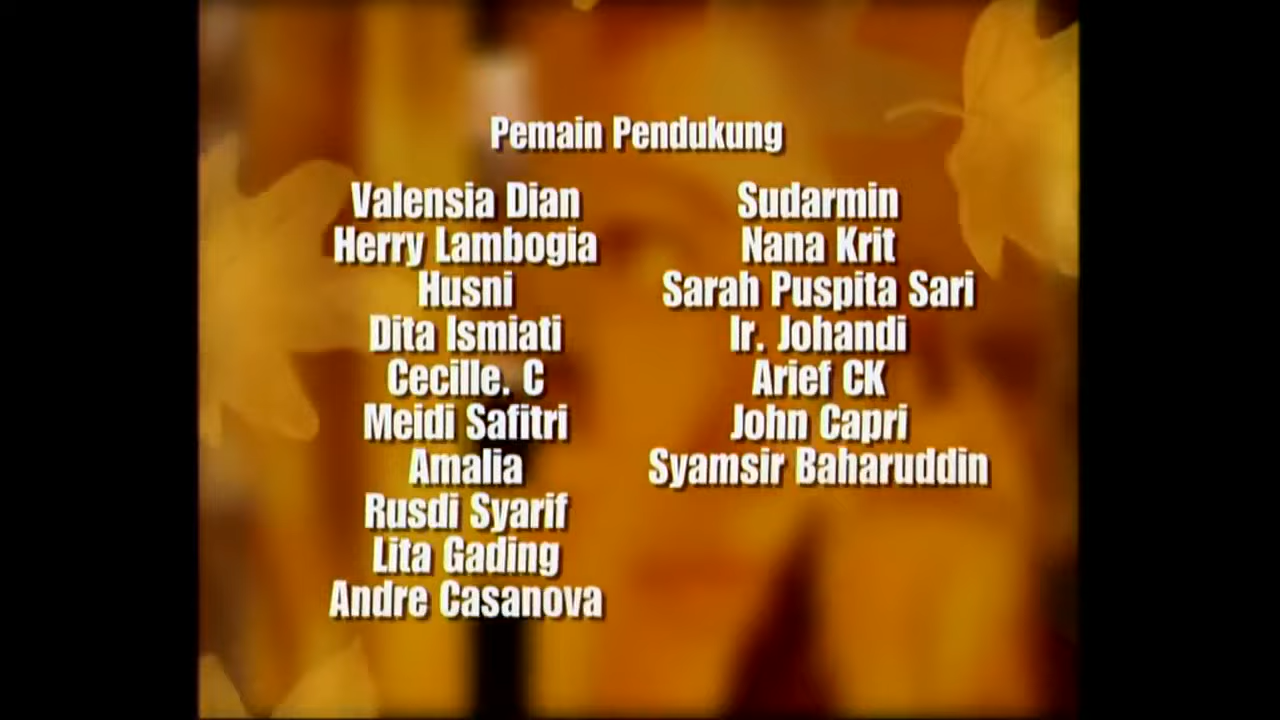 Pemain Pendukung
Valensia Dian
Herry Lambogia
Husni
Dita Ismiati
Cecille. C
Meidi Safitri
Amalia
Rusdi Syarif
Lita Gading
Andre Casanova
Sudarmin
Nana Krit
Sarah Puspita Sari
Ir. Johandi
Arief CK
John Capri
Syamsir Baharuddin